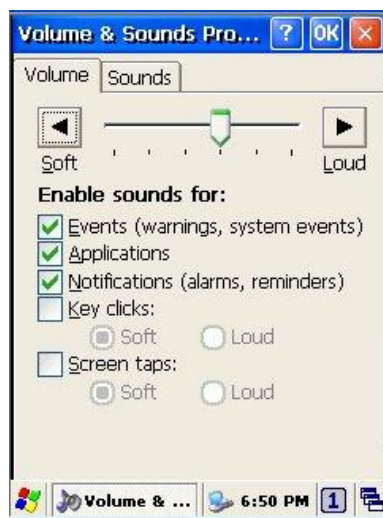 Volume & Sounds Pro... ? OK
Volume Sounds
Soft Loud
Enable sounds for:
Events (warnings, system events)
Applications
Notifications (alarms, reminders)
Key clicks:
Soft Loud
Screen taps:
Soft Loud
Volume & ... 6:50 PM 1